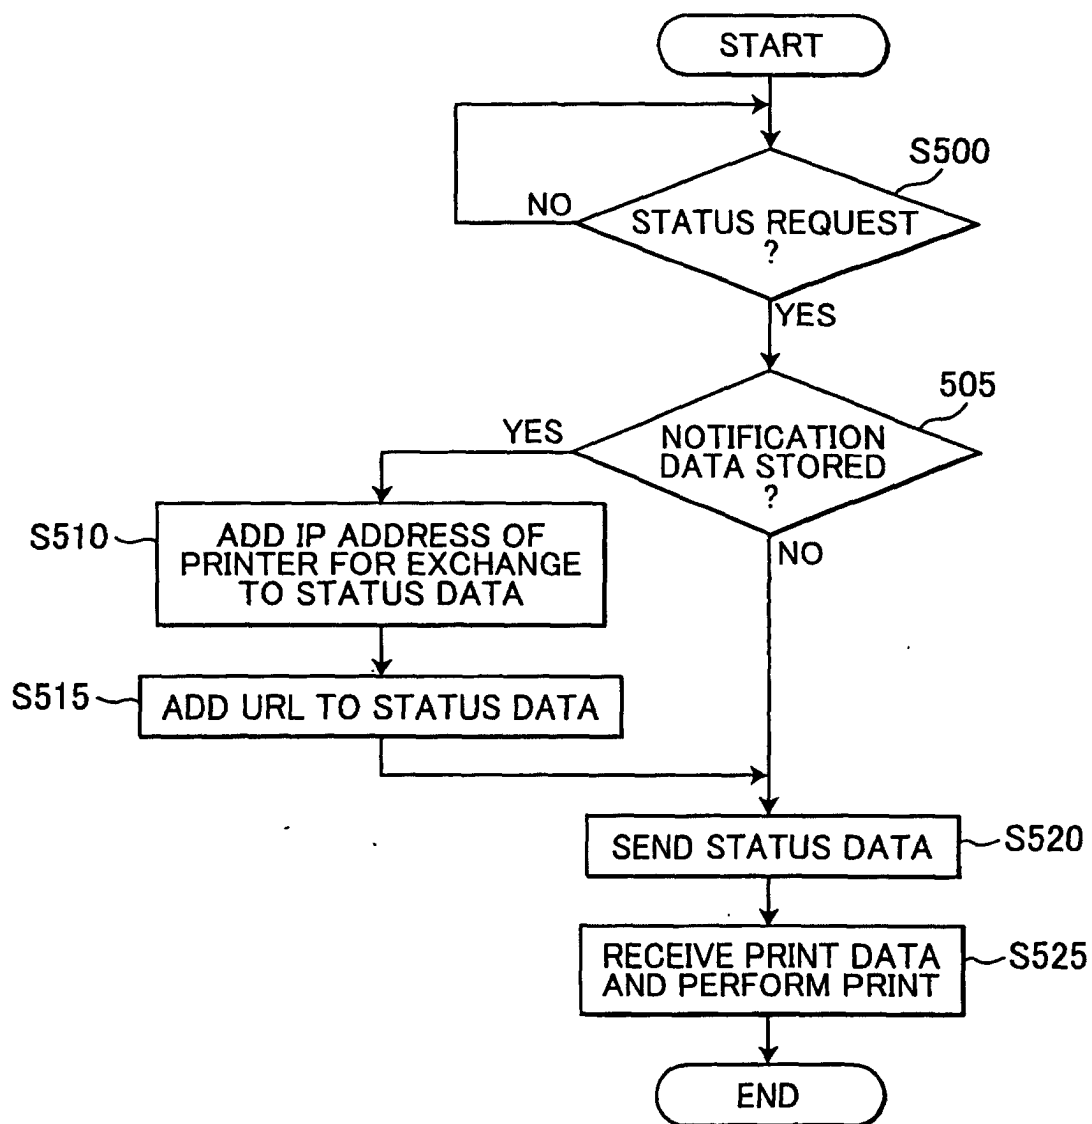 START
S500
NO
STATUS REQUEST
?
YES
505
YES
NOTIFICATION
DATA STORED
?
NO
S510
ADD IP ADDRESS OF
PRINTER FOR EXCHANGE
TO STATUS DATA
S515
ADD URL TO STATUS DATA
SEND STATUS DATA
S520
RECEIVE PRINT DATA
AND PERFORM PRINT
S525
END